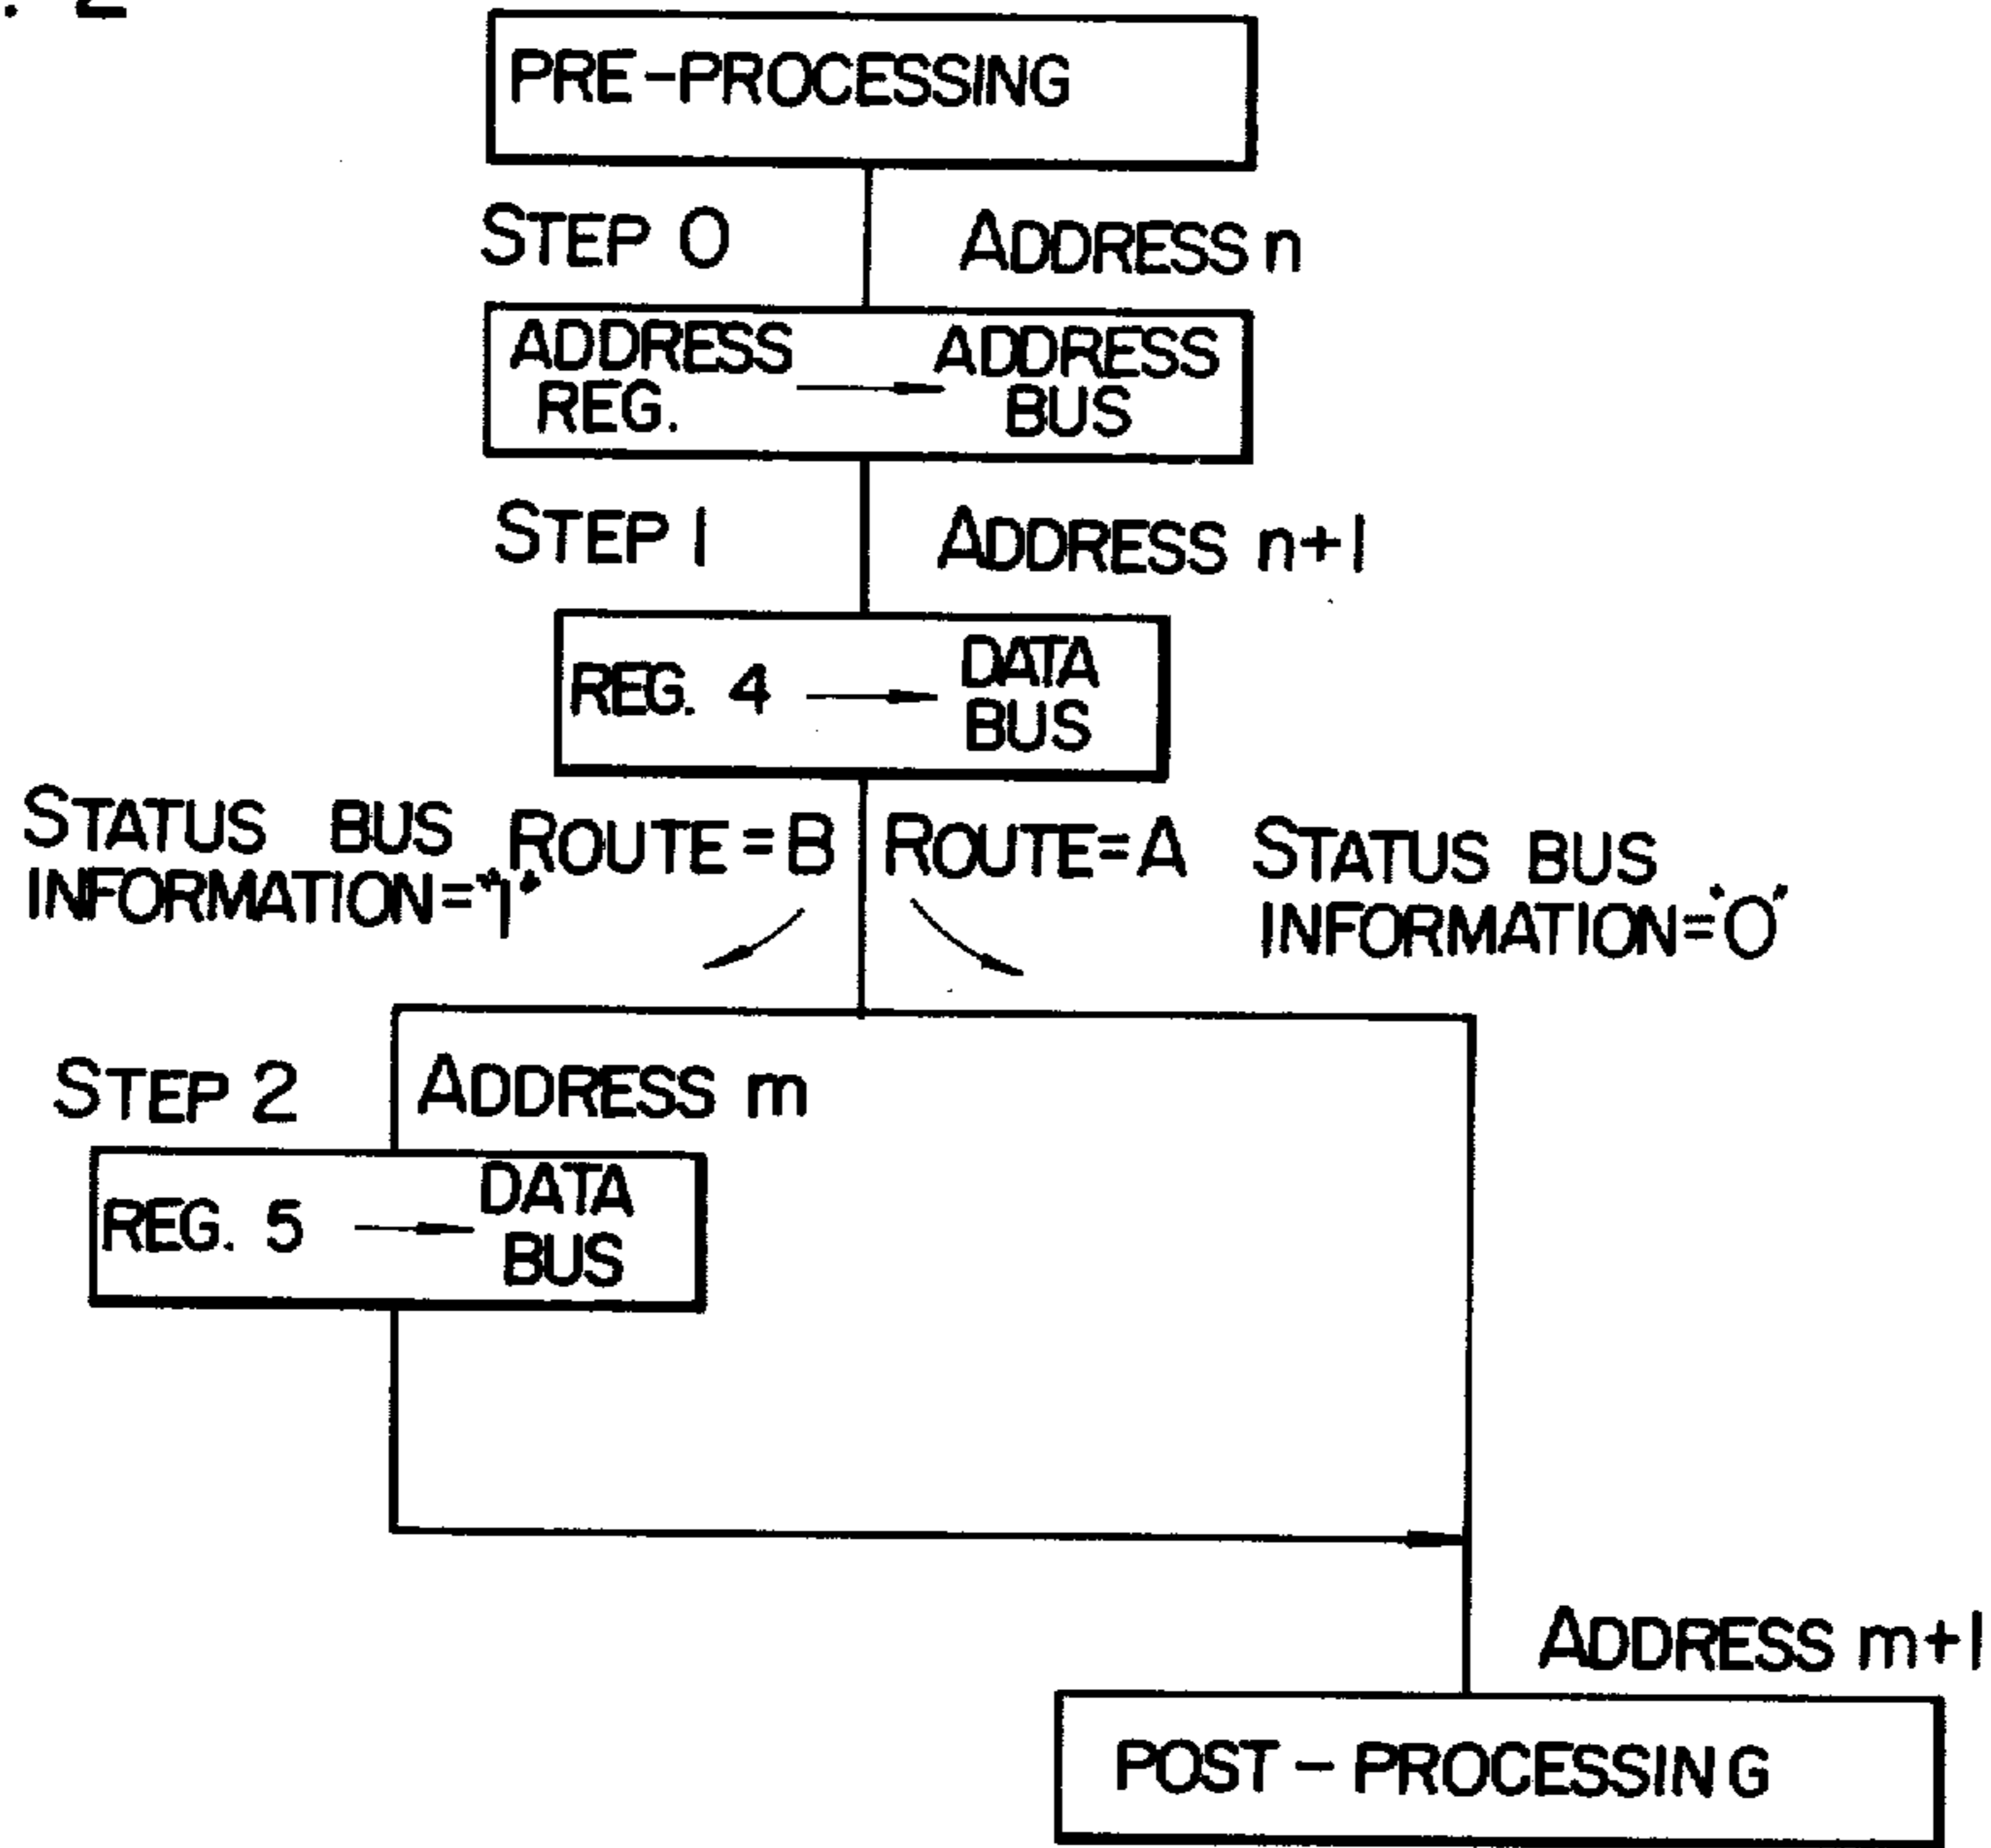 . 2
PRE-PROCESSING
STEP 0
ADDRESS n
ADDRESS
REG.
ADDRESS
BUS
STEP 1
ADDRESS n+1
REG. 4
DATA
BUS
STATUS BUS
INFORMATION="1"
ROUTE=B
ROUTE=A
STATUS BUS
INFORMATION="0"
STEP 2
ADDRESS m
REG. 5
DATA
BUS
ADDRESS m+1
POST-PROCESSING